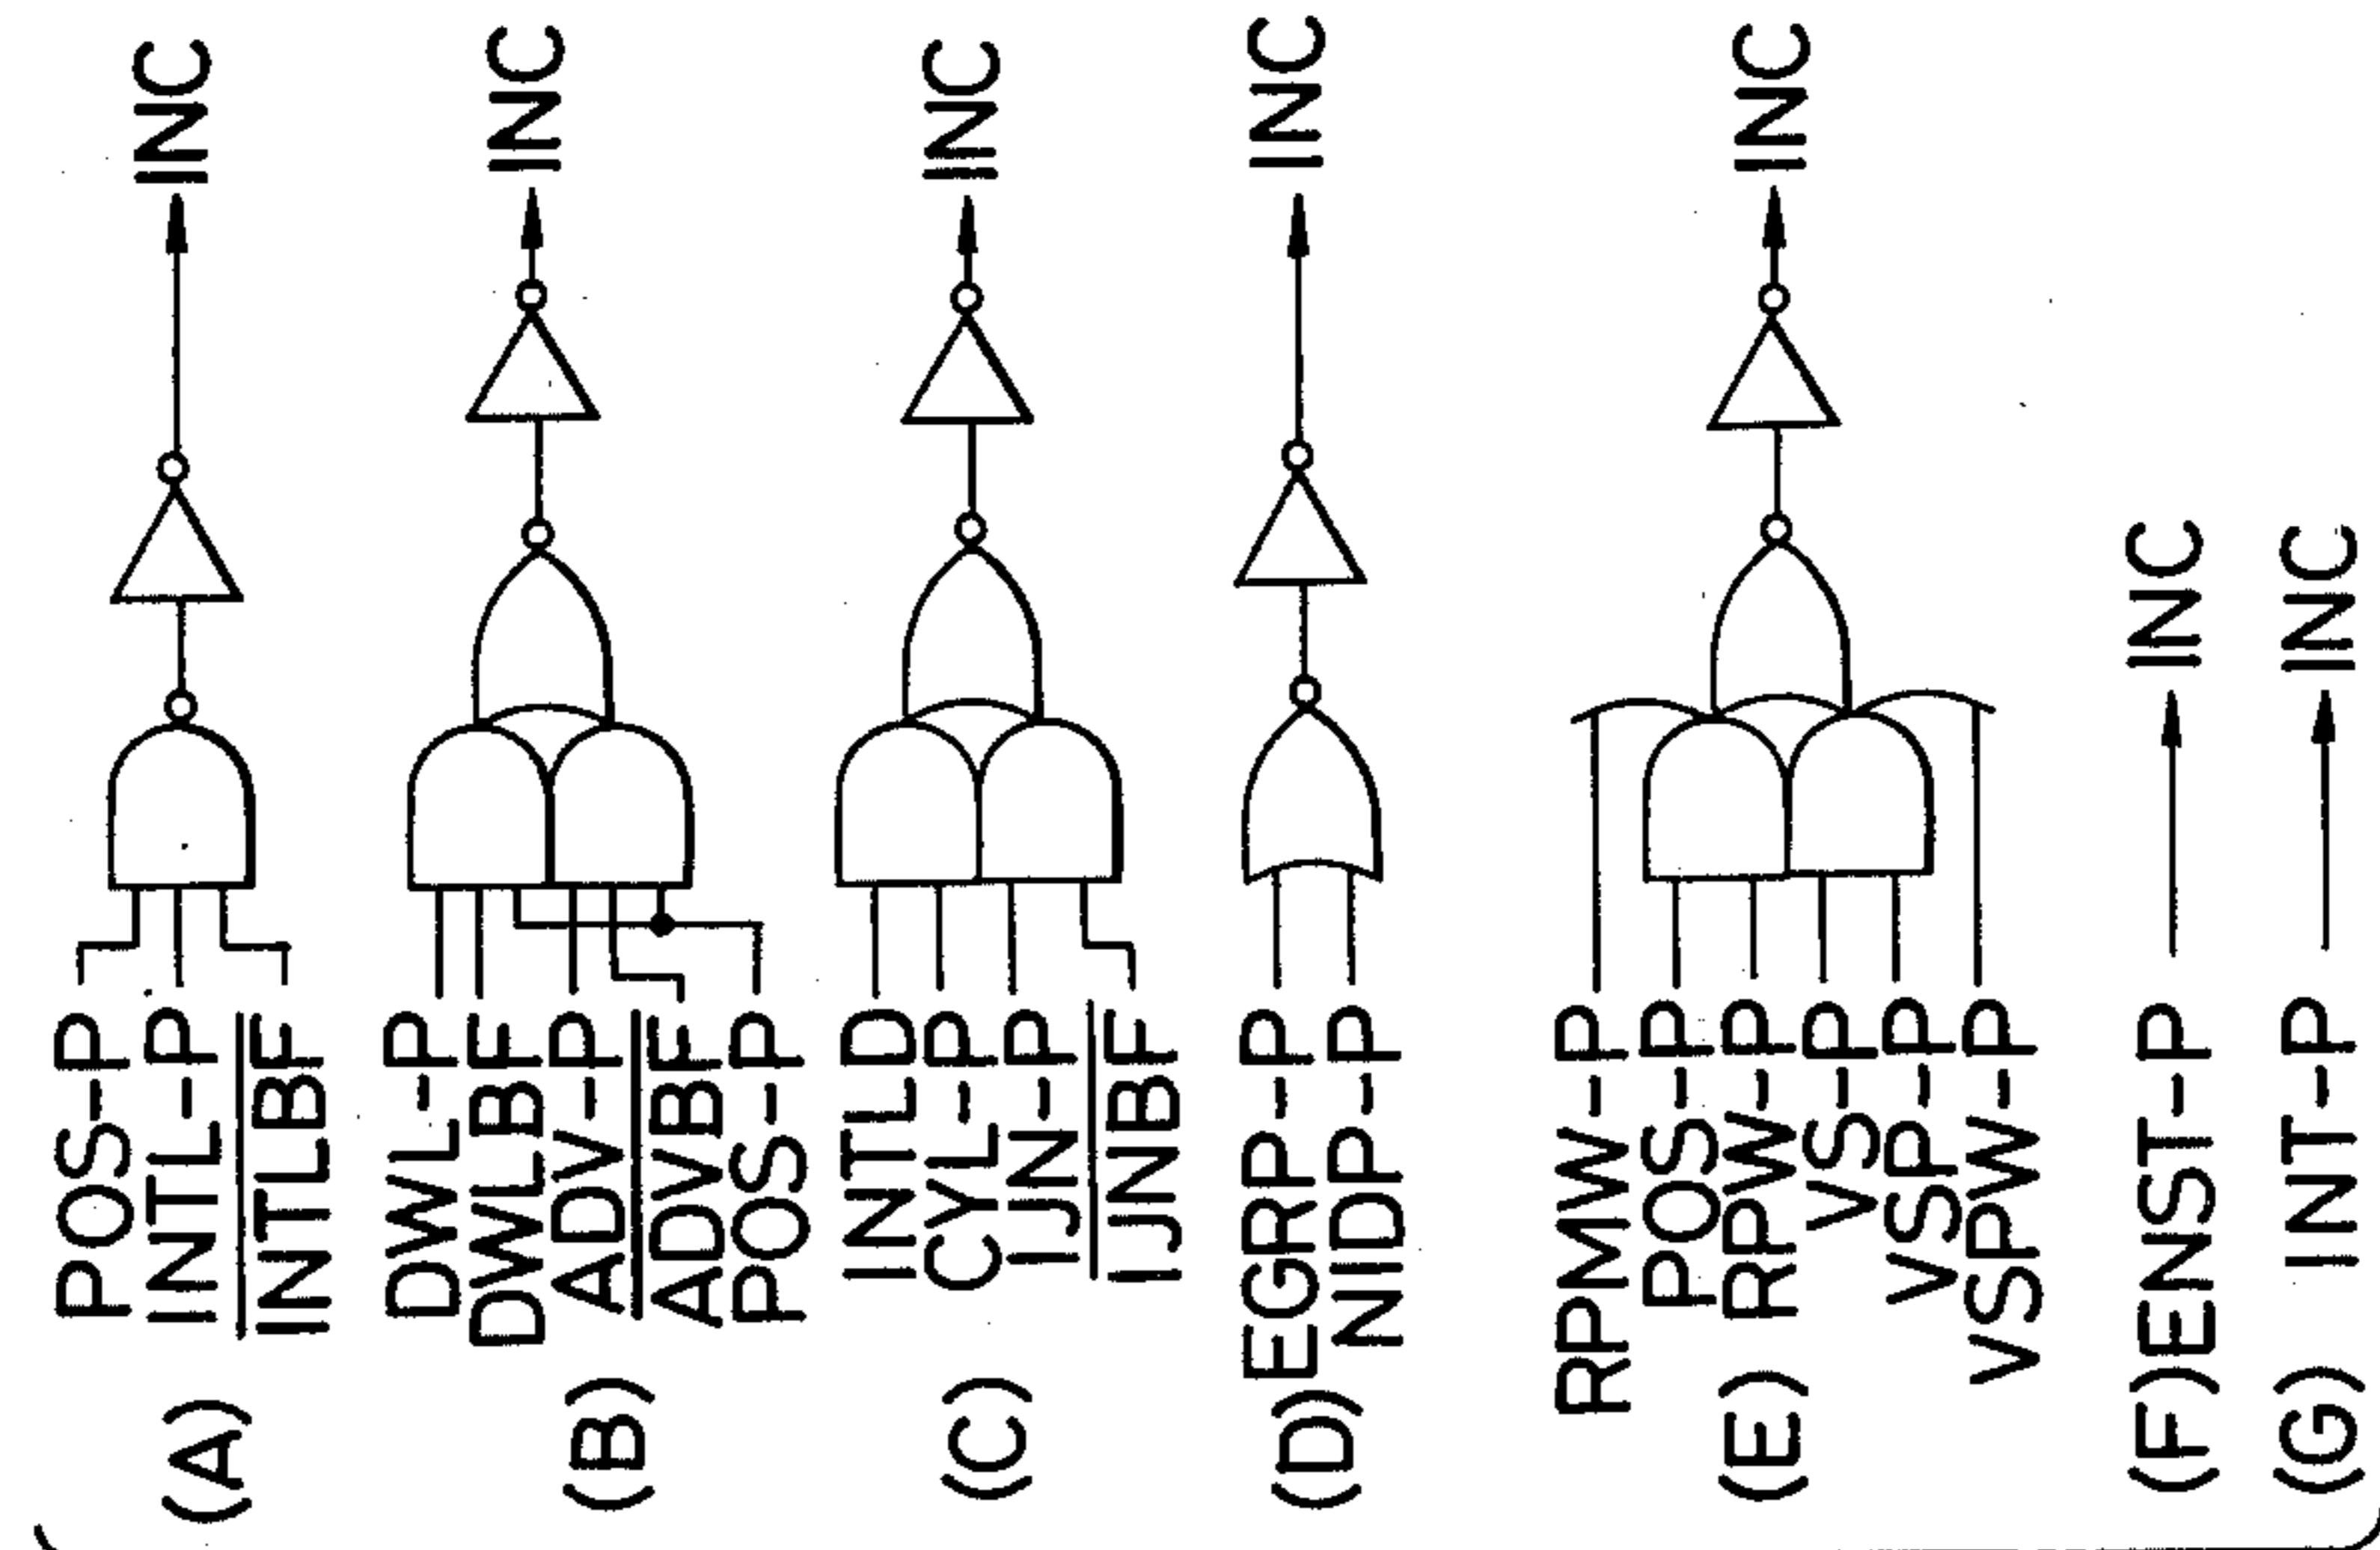 (A)
POS-P
INTL-P
INTLBF
INC
(B)
DWL-P
DWLBF
ADV-P
ADVBF
POS-P
INC
(C)
INTLD
CYL-P
IJN-P
IJNBF
INC
(D)
EGRP-P
NIDP-P
INC
(E)
RPMW-P
POS-P
RPW-P
VS-P
VSP-P
VSPW-P
INC
(F) ENST-P INC
(G) INT-P INC